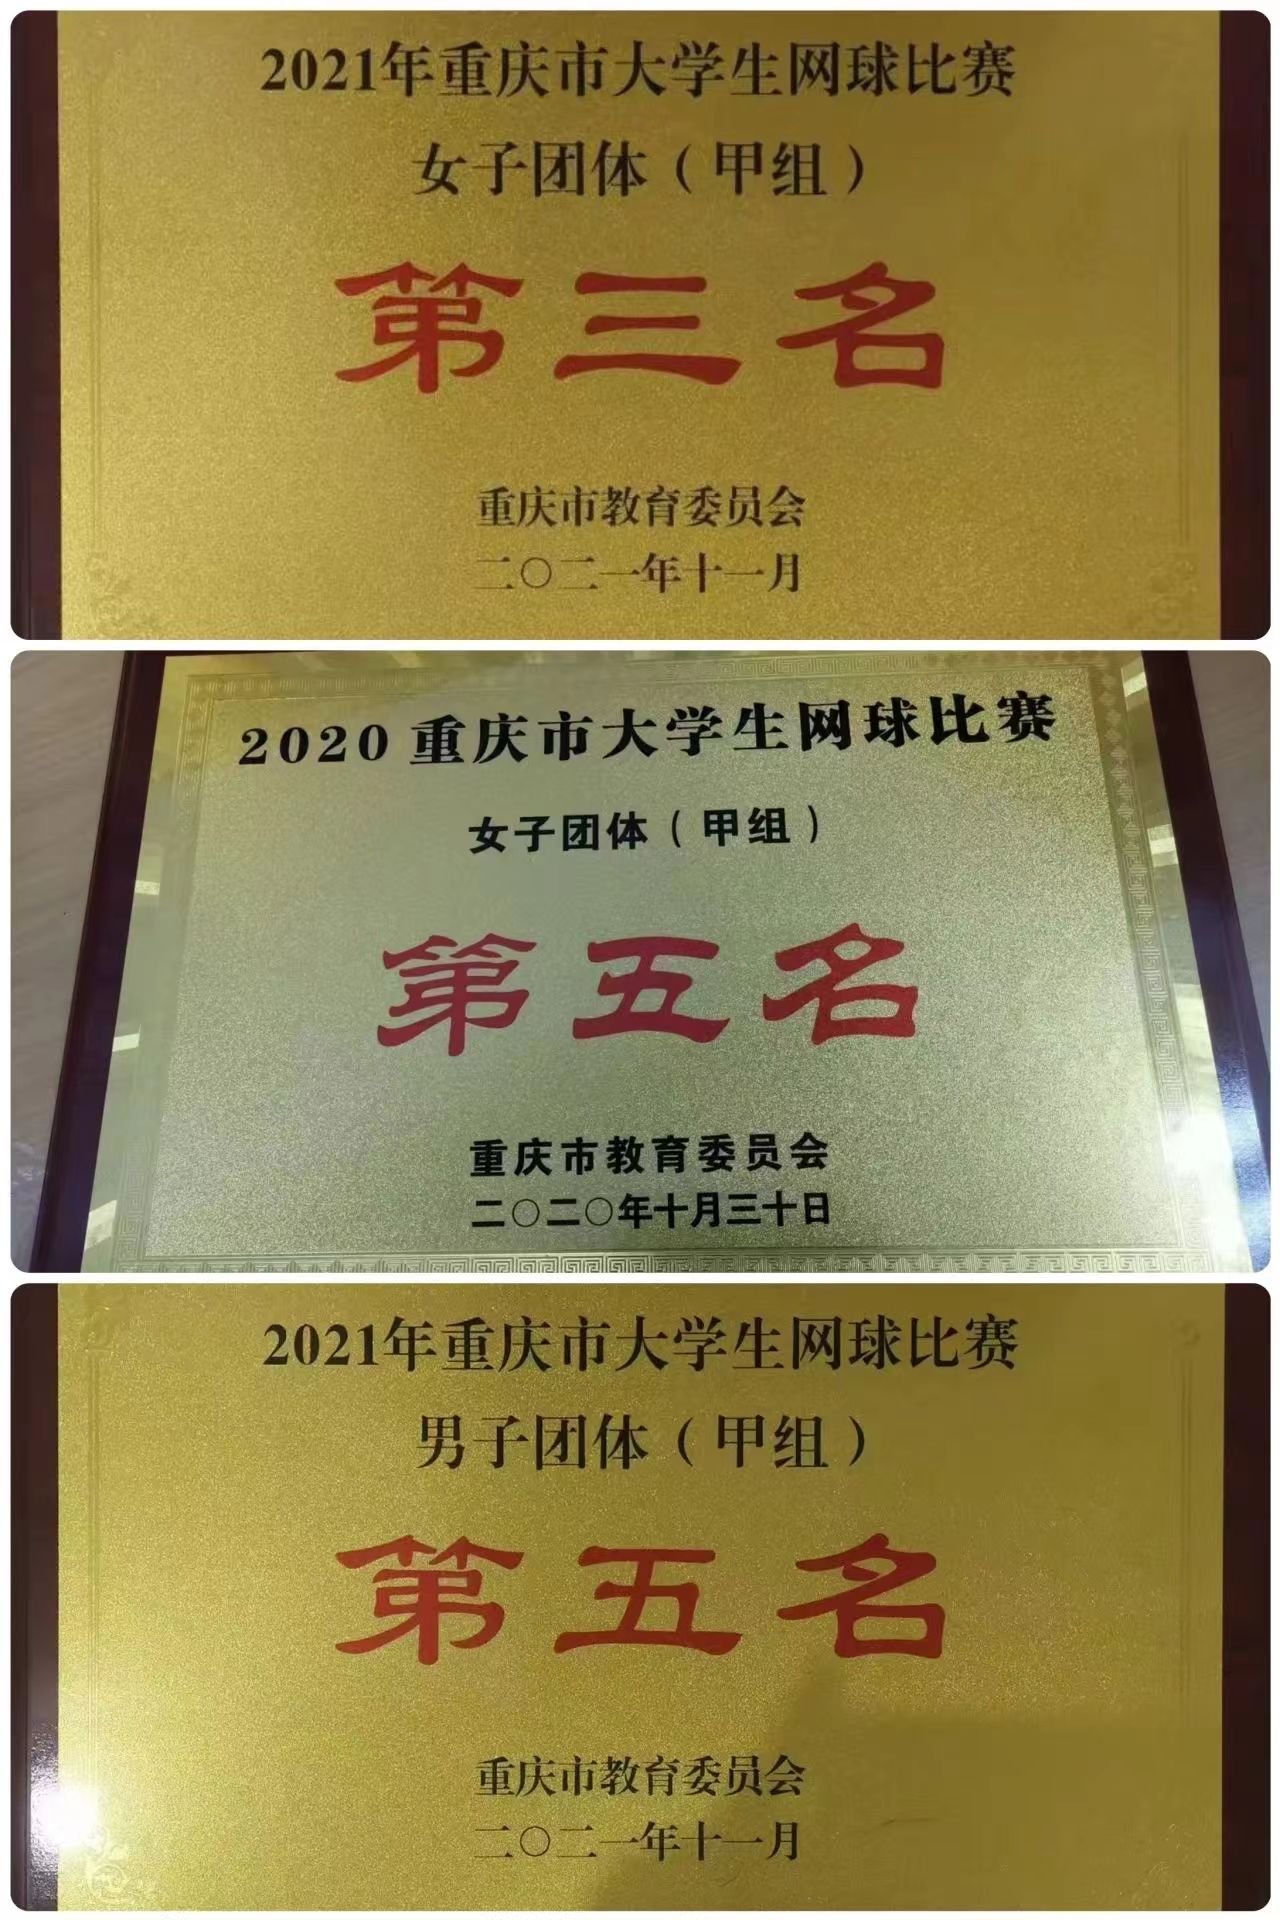 2021年重庆市大学生网球比赛
女子团体（甲组）
第三名
重庆市教育委员会
二〇二一年十一月
2020重庆市大学生网球比赛
女子团体（甲组）
第五名
重庆市教育委员会
二〇二〇年十月三十日
2021年重庆市大学生网球比赛
男子团体（甲组）
第五名
重庆市教育委员会
二〇二一年十一月